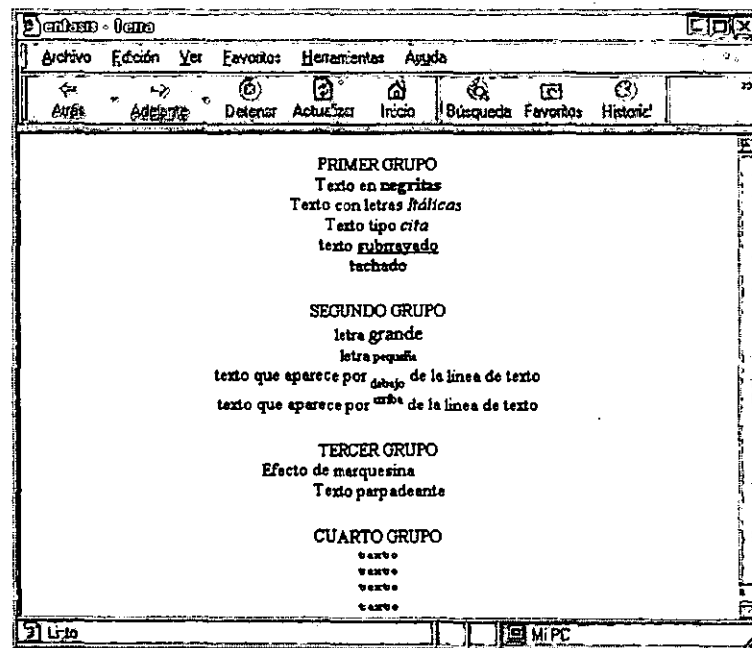 enfasis - Terra
Archivo Edición Ver Favoritos Herramientas Ayuda
Atrás Adelante Detener Actualizar Inicio Búsqueda Favoritos Historial
PRIMER GRUPO
Texto en negritas
Texto con letras Itálicas
Texto tipo cita
texto subrrayado
tachado
SEGUNDO GRUPO
letra grande
letra pequeña
texto que aparece por debajo de la linea de texto
texto que aparece por arriba de la linea de texto
TERCER GRUPO
Efecto de marquesina
Texto parpadeante
CUARTO GRUPO
texto
texto
texto
texto
Listo Mi PC